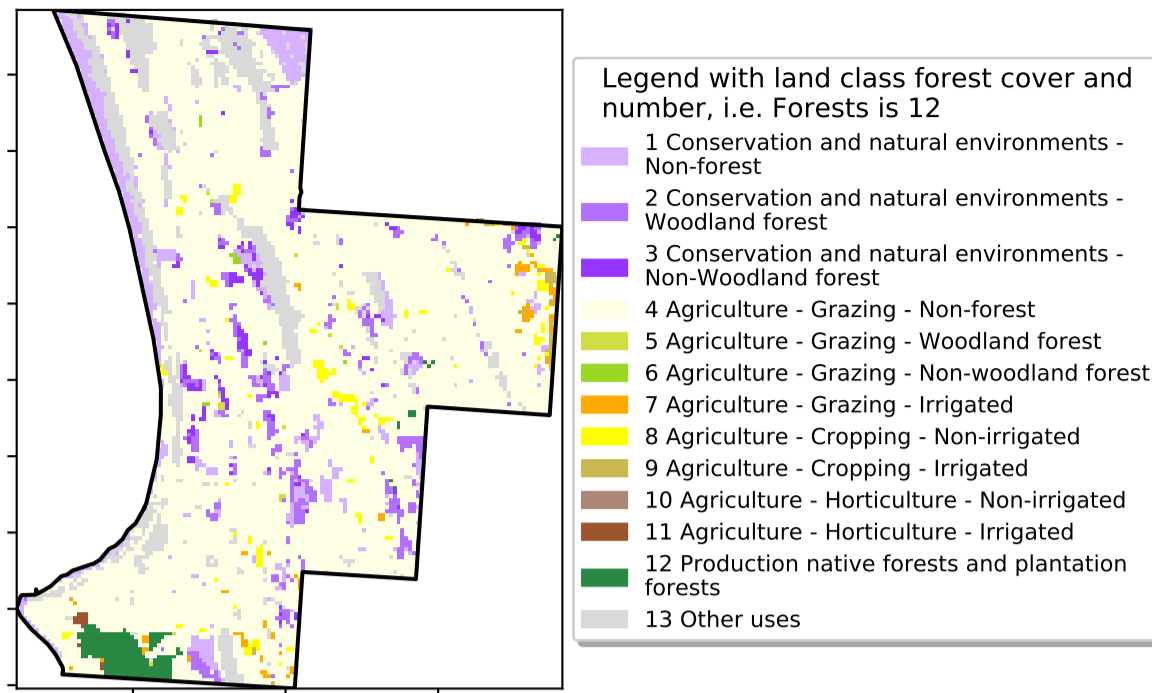 Legend with land class forest cover and
number, i.e. Forests is 12
1 Conservation and natural environments -
Non-forest
2 Conservation and natural environments -
Woodland forest
3 Conservation and natural environments -
Non-Woodland forest
4 Agriculture - Grazing - Non-forest
5 Agriculture - Grazing - Woodland forest
6 Agriculture - Grazing - Non-woodland forest
7 Agriculture - Grazing - Irrigated
8 Agriculture - Cropping - Non-irrigated
9 Agriculture - Cropping - Irrigated
10 Agriculture - Horticulture - Non-irrigated
11 Agriculture - Horticulture - Irrigated
12 Production native forests and plantation
forests
13 Other uses